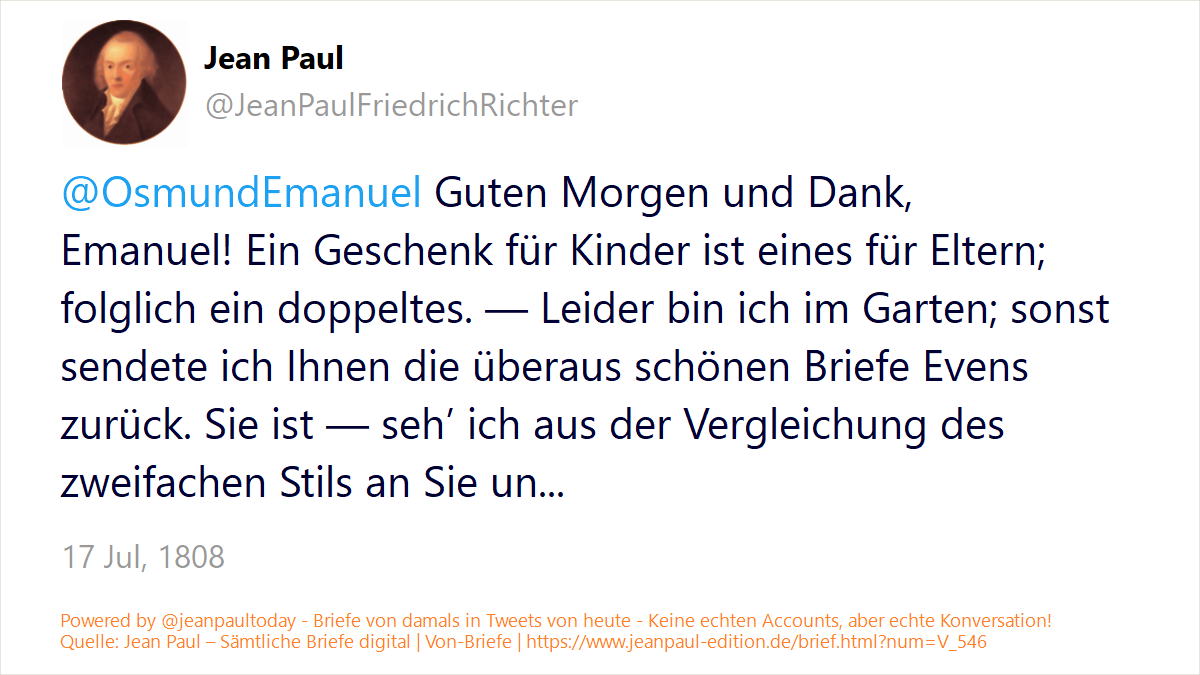 Jean Paul
@JeanPaulFriedrichRichter
@OsmundEmanuel Guten Morgen und Dank,
Emanuel! Ein Geschenk für Kinder ist eines für Eltern;
folglich ein doppeltes. — Leider bin ich im Garten; sonst
sendete ich Ihnen die überaus schönen Briefe Evens
zurück. Sie ist — seh’ ich aus der Vergleichung des
zweifachen Stils an Sie un...
17 Jul, 1808
Powered by @jeanpaultoday - Briefe von damals in Tweets von heute - Keine echten Accounts, aber echte Konversation!
Quelle: Jean Paul – Sämtliche Briefe digital | Von-Briefe | https://www.jeanpaul-edition.de/brief.html?num=V_546